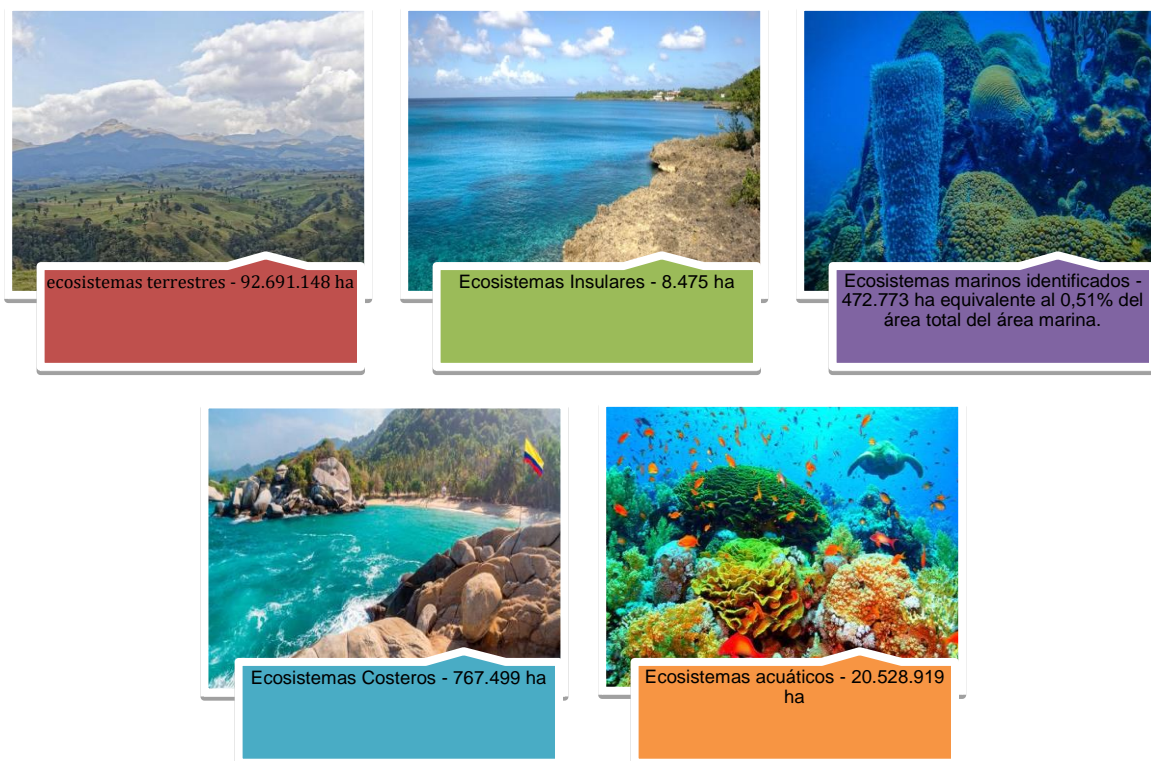 ecosistemas terrestres - 92.691.148 ha
Ecosistemas Insulares - 8.475 ha
Ecosistemas marinos identificados -
472.773 ha equivalente al 0,51% del
área total del área marina.
Ecosistemas Costeros - 767.499 ha
Ecosistemas acuáticos - 20.528.919
ha